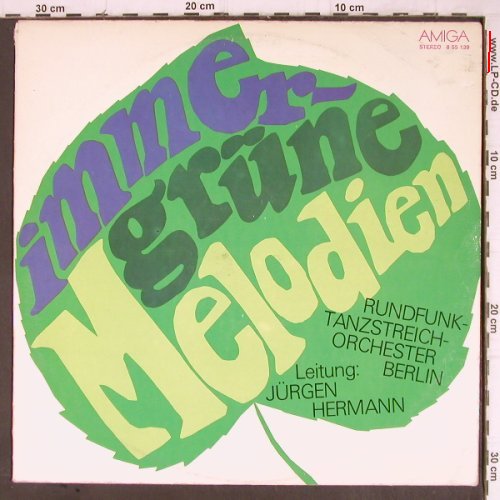 30 cm
20 cm
10 cm
AMIGA
STEREO 8 55 139
www.LP-CD.de
immer-
grüne
Melodien
RUNDFUNK-
TANZSTREICH-
ORCHESTER
BERLIN
Leitung:
JÜRGEN
HERMANN
10 cm
20 cm
30 cm